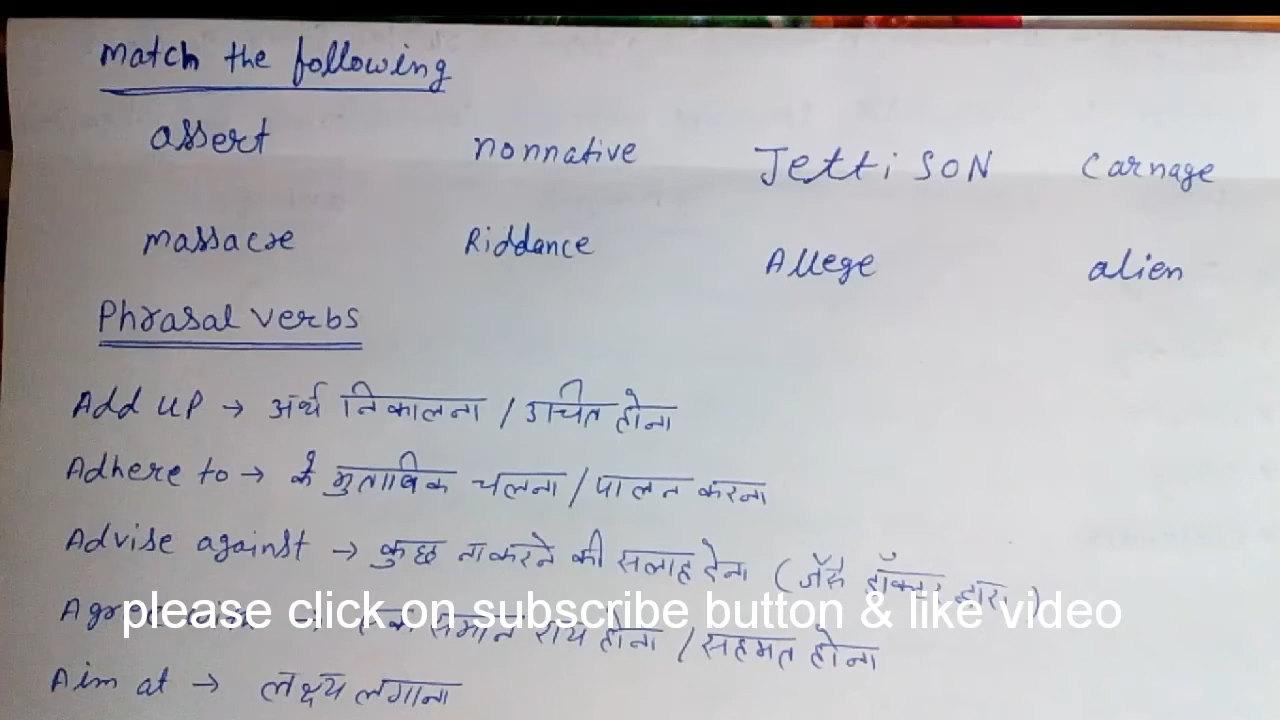 Match the following
assert nonnative JettiSON Carnage
massacre Riddance Allege alien
Phrasal verbs
Add up → अर्थ निकालना / उचित होना
Adhere to → के मुताबिक चलना / पालन करना
Advise against → कुछ ना करने की सलाह देना (जैसे डॉक्टर द्वारा)
please click on subscribe button & like video
समान राय होना / सहमत होना
Aim at → लक्ष्य लगाना